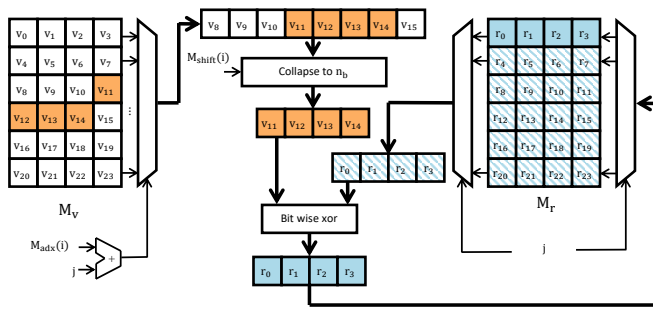 v0 v1 v2 v3
v4 v5 v6 v7
v8 v9 v10 v11
v12 v13 v14 v15
v16 v17 v18 v19
v20 v21 v22 v23
Mv
⋮
Madx(i)
j
+
v8 v9 v10 v11 v12 v13 v14 v15
Mshift(i)
Collapse to nb
v11 v12 v13 v14
r0 r1 r2 r3
Bit wise xor
r0 r1 r2 r3
r0 r1 r2 r3
r4 r5 r6 r7
r8 r9 r10 r11
r12 r13 r14 r15
r16 r17 r18 r19
r20 r21 r22 r23
Mr
j